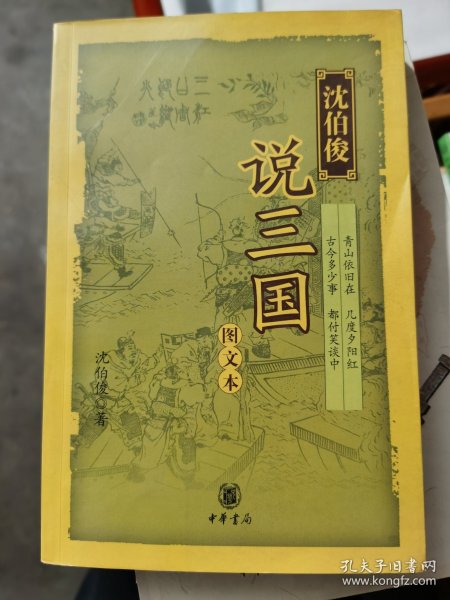 沈伯俊
说三国
图文本
青山依旧在 几度夕阳红
古今多少事 都付笑谈中
沈伯俊 著
中華書局
孔夫子旧书网
www.kongfz.com